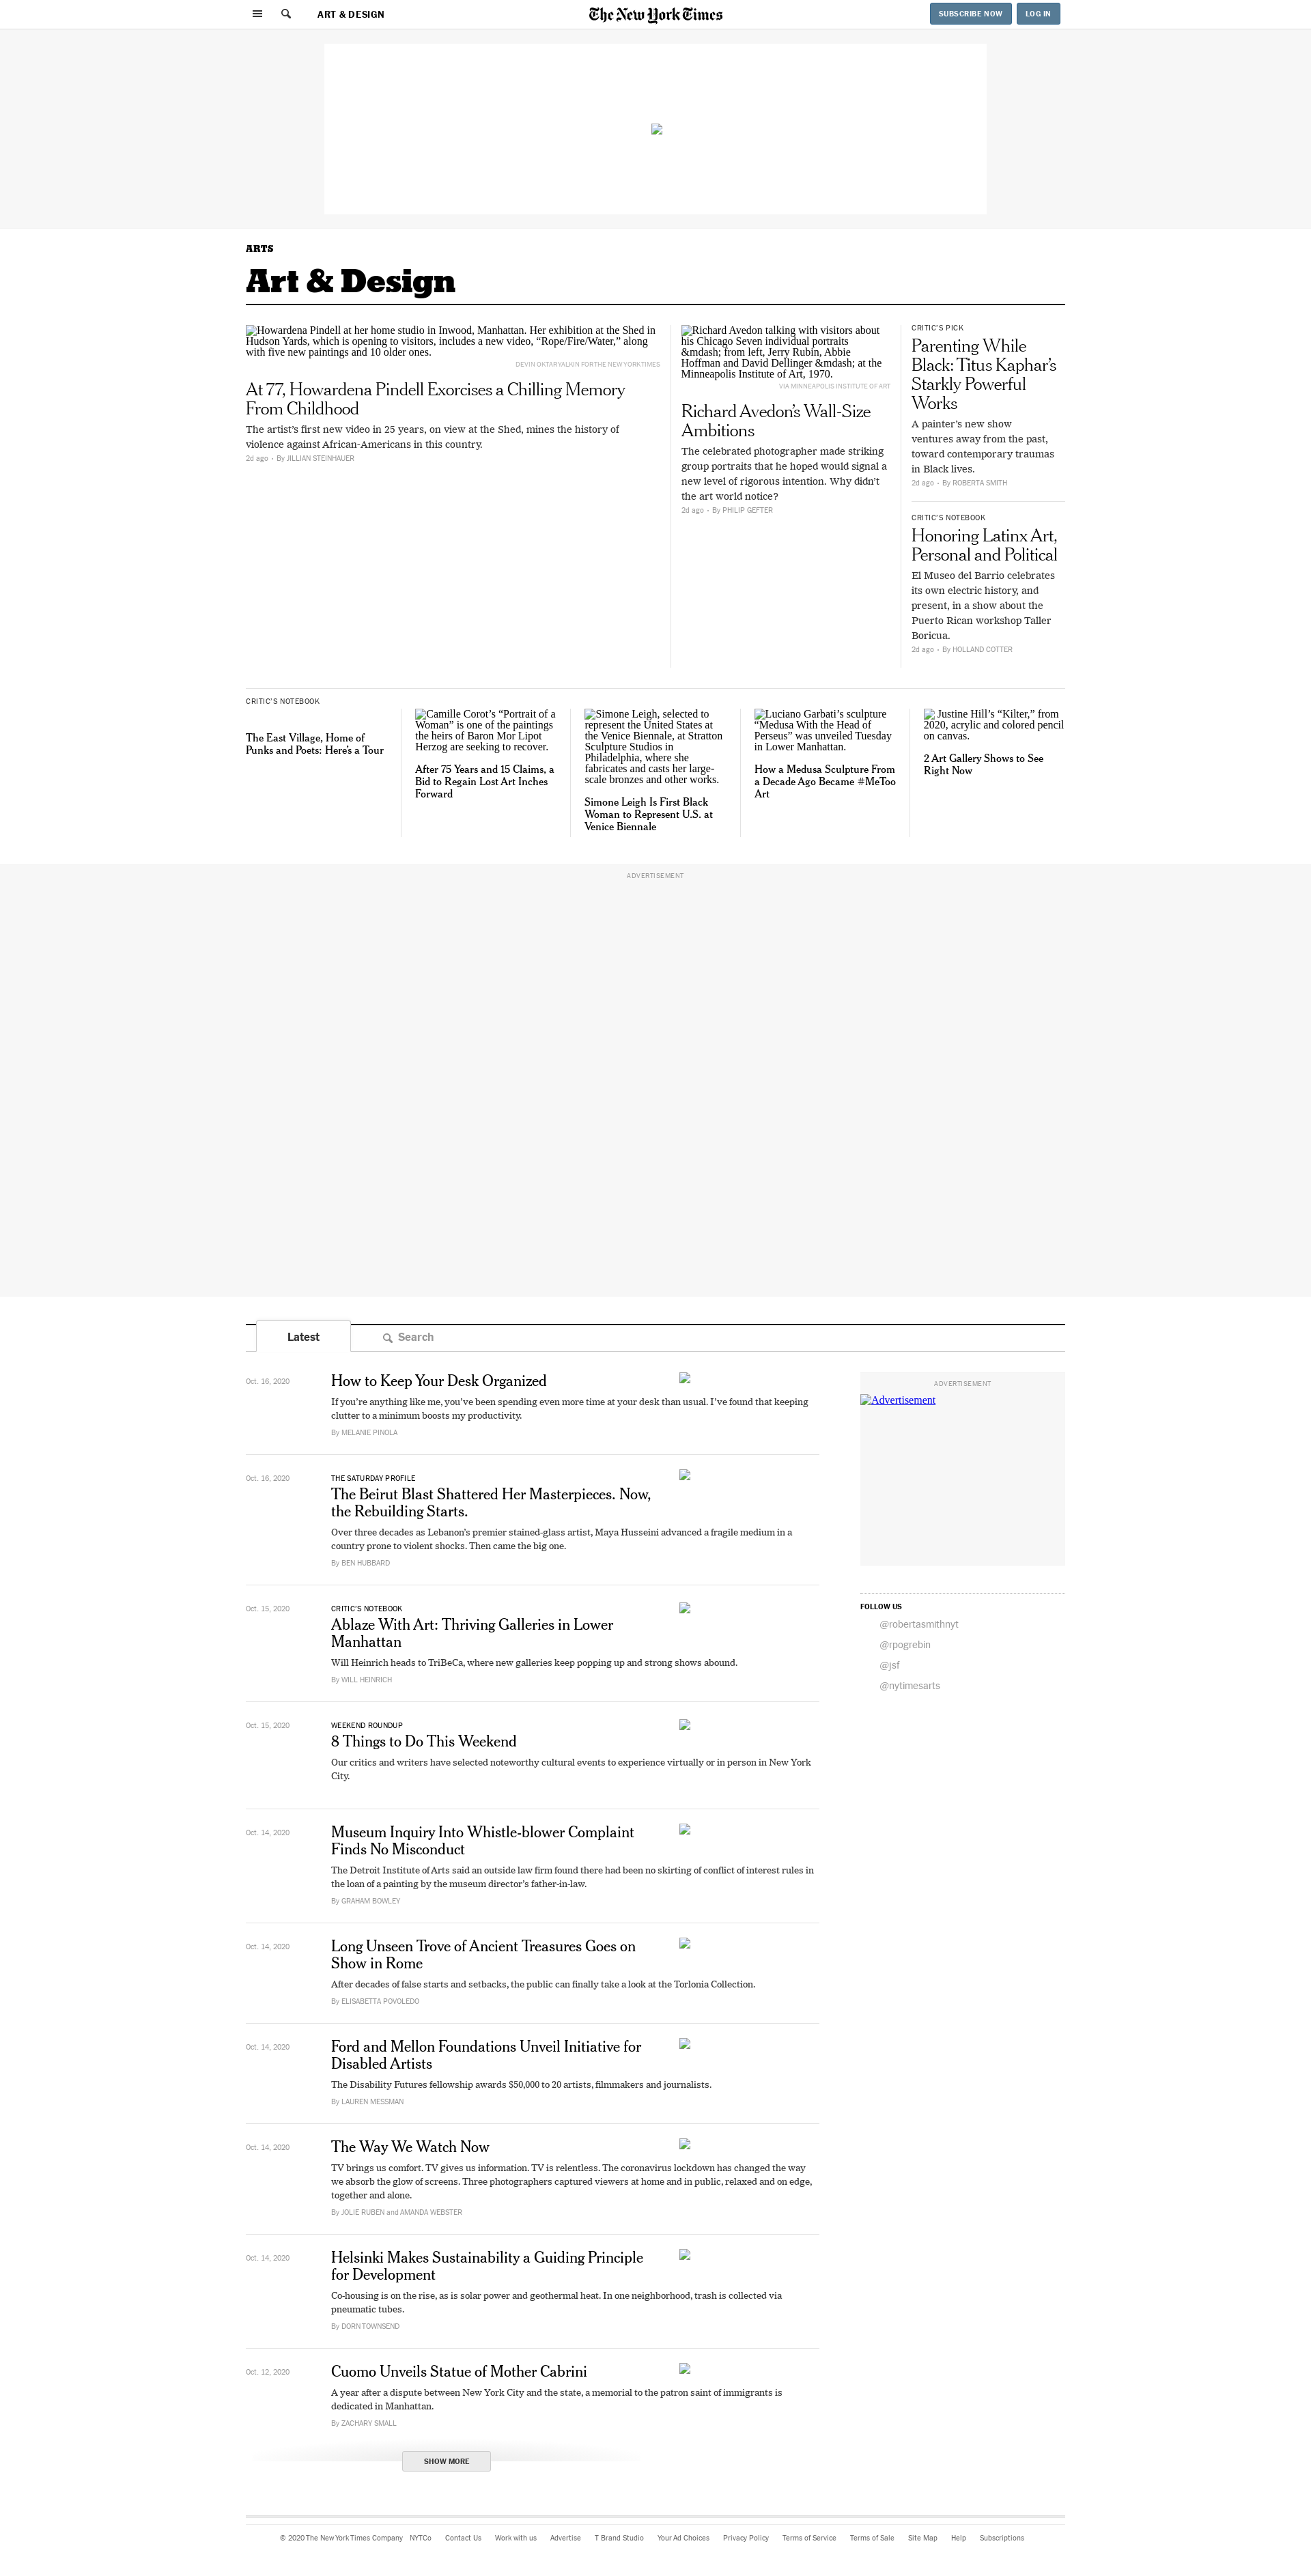 ART & DESIGN
The New York Times
SUBSCRIBE NOW
LOG IN
ARTS
Art & Design
Howardena Pindell at her home studio in Inwood, Manhattan. Her exhibition at the Shed in
Hudson Yards, which is opening to visitors, includes a new video, “Rope/Fire/Water,” along
with five new paintings and 10 older ones.
DEVIN OKTAR YALKIN FOR THE NEW YORK TIMES
At 77, Howardena Pindell Exorcises a Chilling Memory
From Childhood
The artist’s first new video in 25 years, on view at the Shed, mines the history of
violence against African-Americans in this country.
2d ago • By JILLIAN STEINHAUER
Richard Avedon talking with visitors about
his Chicago Seven individual portraits
&mdash; from left, Jerry Rubin, Abbie
Hoffman and David Dellinger &mdash; at the
Minneapolis Institute of Art, 1970.
VIA MINNEAPOLIS INSTITUTE OF ART
Richard Avedon’s Wall-Size
Ambitions
The celebrated photographer made striking
group portraits that he hoped would signal a
new level of rigorous intention. Why didn’t
the art world notice?
2d ago • By PHILIP GEFTER
CRITIC’S PICK
Parenting While
Black: Titus Kaphar’s
Starkly Powerful
Works
A painter’s new show
ventures away from the past,
toward contemporary traumas
in Black lives.
2d ago • By ROBERTA SMITH
CRITIC’S NOTEBOOK
Honoring Latinx Art,
Personal and Political
El Museo del Barrio celebrates
its own electric history, and
present, in a show about the
Puerto Rican workshop Taller
Boricua.
2d ago • By HOLLAND COTTER
CRITIC’S NOTEBOOK
The East Village, Home of
Punks and Poets: Here’s a Tour
Camille Corot’s “Portrait of a
Woman” is one of the paintings
the heirs of Baron Mor Lipot
Herzog are seeking to recover.
After 75 Years and 15 Claims, a
Bid to Regain Lost Art Inches
Forward
Simone Leigh, selected to
represent the United States at
the Venice Biennale, at Stratton
Sculpture Studios in
Philadelphia, where she
fabricates and casts her large-
scale bronzes and other works.
Simone Leigh Is First Black
Woman to Represent U.S. at
Venice Biennale
Luciano Garbati’s sculpture
“Medusa With the Head of
Perseus” was unveiled Tuesday
in Lower Manhattan.
How a Medusa Sculpture From
a Decade Ago Became #MeToo
Art
Justine Hill’s “Kilter,” from
2020, acrylic and colored pencil
on canvas.
2 Art Gallery Shows to See
Right Now
ADVERTISEMENT
Latest
Search
Oct. 16, 2020
How to Keep Your Desk Organized
If you’re anything like me, you’ve been spending even more time at your desk than usual. I’ve found that keeping
clutter to a minimum boosts my productivity.
By MELANIE PINOLA
Oct. 16, 2020
THE SATURDAY PROFILE
The Beirut Blast Shattered Her Masterpieces. Now,
the Rebuilding Starts.
Over three decades as Lebanon’s premier stained-glass artist, Maya Husseini advanced a fragile medium in a
country prone to violent shocks. Then came the big one.
By BEN HUBBARD
Oct. 15, 2020
CRITIC’S NOTEBOOK
Ablaze With Art: Thriving Galleries in Lower
Manhattan
Will Heinrich heads to TriBeCa, where new galleries keep popping up and strong shows abound.
By WILL HEINRICH
Oct. 15, 2020
WEEKEND ROUNDUP
8 Things to Do This Weekend
Our critics and writers have selected noteworthy cultural events to experience virtually or in person in New York
City.
Oct. 14, 2020
Museum Inquiry Into Whistle-blower Complaint
Finds No Misconduct
The Detroit Institute of Arts said an outside law firm found there had been no skirting of conflict of interest rules in
the loan of a painting by the museum director’s father-in-law.
By GRAHAM BOWLEY
Oct. 14, 2020
Long Unseen Trove of Ancient Treasures Goes on
Show in Rome
After decades of false starts and setbacks, the public can finally take a look at the Torlonia Collection.
By ELISABETTA POVOLEDO
Oct. 14, 2020
Ford and Mellon Foundations Unveil Initiative for
Disabled Artists
The Disability Futures fellowship awards $50,000 to 20 artists, filmmakers and journalists.
By LAUREN MESSMAN
Oct. 14, 2020
The Way We Watch Now
TV brings us comfort. TV gives us information. TV is relentless. The coronavirus lockdown has changed the way
we absorb the glow of screens. Three photographers captured viewers at home and in public, relaxed and on edge,
together and alone.
By JOLIE RUBEN and AMANDA WEBSTER
Oct. 14, 2020
Helsinki Makes Sustainability a Guiding Principle
for Development
Co-housing is on the rise, as is solar power and geothermal heat. In one neighborhood, trash is collected via
pneumatic tubes.
By DORN TOWNSEND
Oct. 12, 2020
Cuomo Unveils Statue of Mother Cabrini
A year after a dispute between New York City and the state, a memorial to the patron saint of immigrants is
dedicated in Manhattan.
By ZACHARY SMALL
SHOW MORE
ADVERTISEMENT
Advertisement
FOLLOW US
@robertasmithnyt
@rpogrebin
@jsf
@nytimesarts
© 2020 The New York Times Company NYTCo Contact Us Work with us Advertise T Brand Studio Your Ad Choices Privacy Policy Terms of Service Terms of Sale Site Map Help Subscriptions